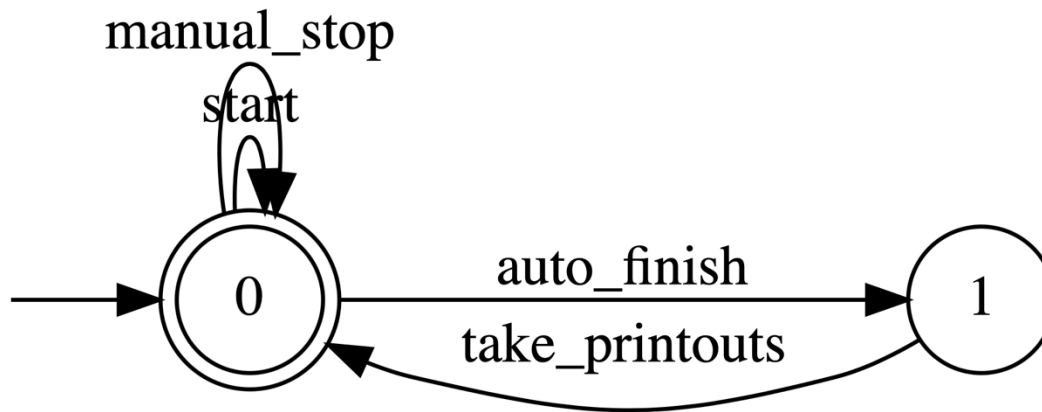 manual_stop
start
0
auto_finish
1
take_printouts